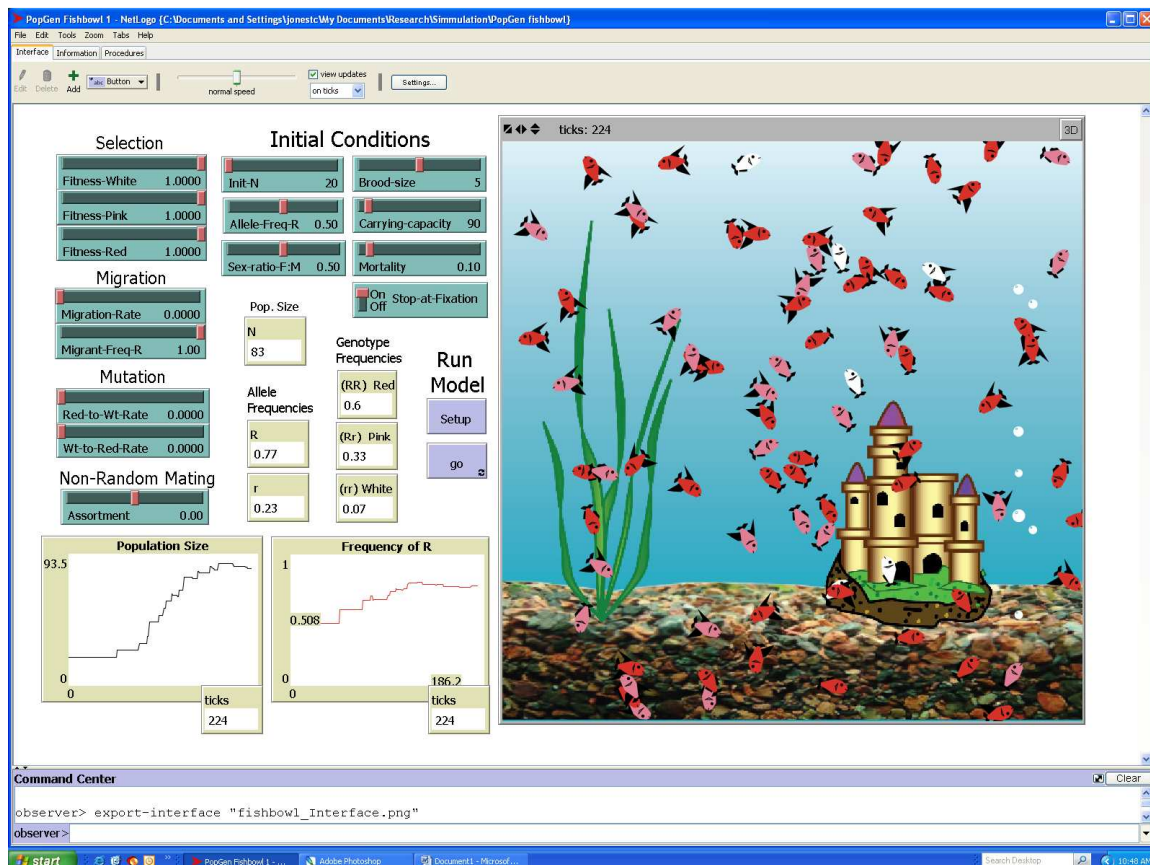 PopGen Fishbowl 1 - NetLogo {C:\Documents and Settings\jonestc\My Documents\Research\Simmulation\PopGen fishbowl}
File Edit Tools Zoom Tabs Help
Interface Information Procedures
Edit Delete Add abc Button normal speed view updates on ticks Settings...
Selection
Fitness-White 1.0000
Fitness-Pink 1.0000
Fitness-Red 1.0000
Migration
Migration-Rate 0.0000
Migrant-Freq-R 1.00
Mutation
Red-to-Wt-Rate 0.0000
Wt-to-Red-Rate 0.0000
Non-Random Mating
Assortment 0.00
Initial Conditions
Init-N 20
Brood-size 5
Allele-Freq-R 0.50
Carrying-capacity 90
Sex-ratio-F:M 0.50
Mortality 0.10
On
Off
Stop-at-Fixation
Pop. Size
N
83
Allele
Frequencies
R
0.77
r
0.23
Genotype
Frequencies
(RR) Red
0.6
(Rr) Pink
0.33
(rr) White
0.07
Run
Model
Setup
go
Population Size
93.5
0
0
ticks
224
Frequency of R
1
0.508
0
0
186.2
ticks
224
ticks: 224
3D
Command Center
Clear
observer> export-interface "fishbowl_Interface.png"
observer>
start PopGen Fishbowl 1 - ... Adobe Photoshop Document1 - Microsof... Search Desktop 10:48 AM